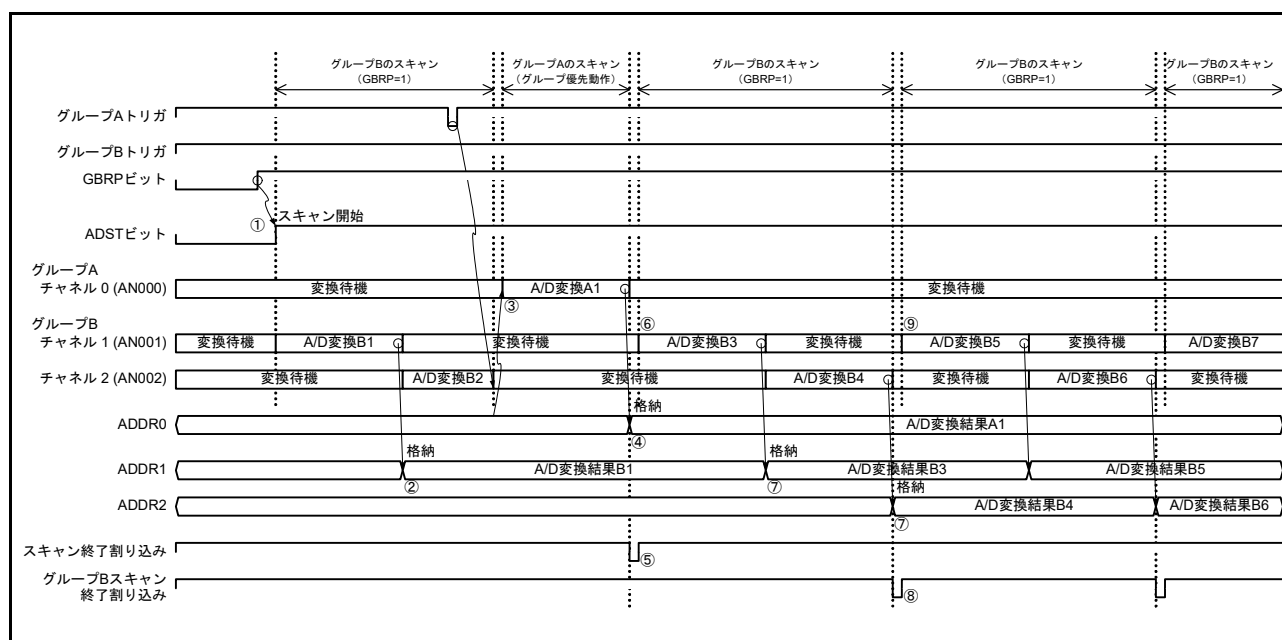 グループBのスキャン
(GBRP=1)
グループAのスキャン
(グループ優先動作)
グループBのスキャン
(GBRP=1)
グループBのスキャン
(GBRP=1)
グループBのスキャン
(GBRP=1)
グループAトリガ
グループBトリガ
GBRPビット
① スキャン開始
ADSTビット
グループA
チャネル 0 (AN000) 変換待機 A/D変換A1 変換待機
③
グループB ⑥ ⑨
チャネル 1 (AN001) 変換待機 A/D変換B1 変換待機 A/D変換B3 変換待機 A/D変換B5 変換待機 A/D変換B7
チャネル 2 (AN002) 変換待機 A/D変換B2 変換待機 A/D変換B4 変換待機 A/D変換B6 変換待機
格納
ADDR0 A/D変換結果A1
④
格納 格納
ADDR1 A/D変換結果B1 A/D変換結果B3 A/D変換結果B5
② ⑦
格納
ADDR2 A/D変換結果B4 A/D変換結果B6
⑦
スキャン終了割り込み ⑤
グループBスキャン
終了割り込み ⑧